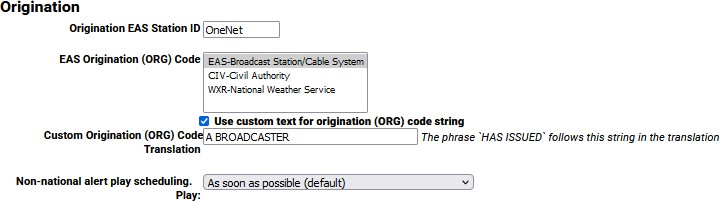 Origination
Origination EAS Station ID OneNet
EAS Origination (ORG) Code EAS-Broadcast Station/Cable System
CIV-Civil Authority
WXR-National Weather Service
Use custom text for origination (ORG) code string
Custom Origination (ORG) Code A BROADCASTER The phrase `HAS ISSUED` follows this string in the translation
Translation
Non-national alert play scheduling. As soon as possible (default)
Play: